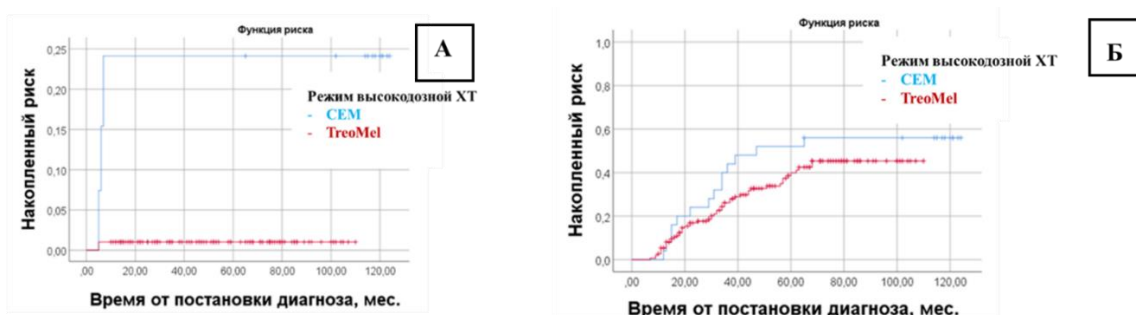 Функция риска
А
Накопленный риск
0,25
0,20
0,15
0,10
0,05
0,00
Режим высокодозной ХТ
- CEM
- TreoMel
,00 20,00 40,00 60,00 80,00 100,00 120,00
Время от постановки диагноза, мес.
Функция риска
Б
Накопленный риск
1,0
0,8
0,6
0,4
0,2
0,0
Режим высокодозной ХТ
- CEM
- TreoMel
,00 20,00 40,00 60,00 80,00 100,00 120,00
Время от постановки диагноза, мес.